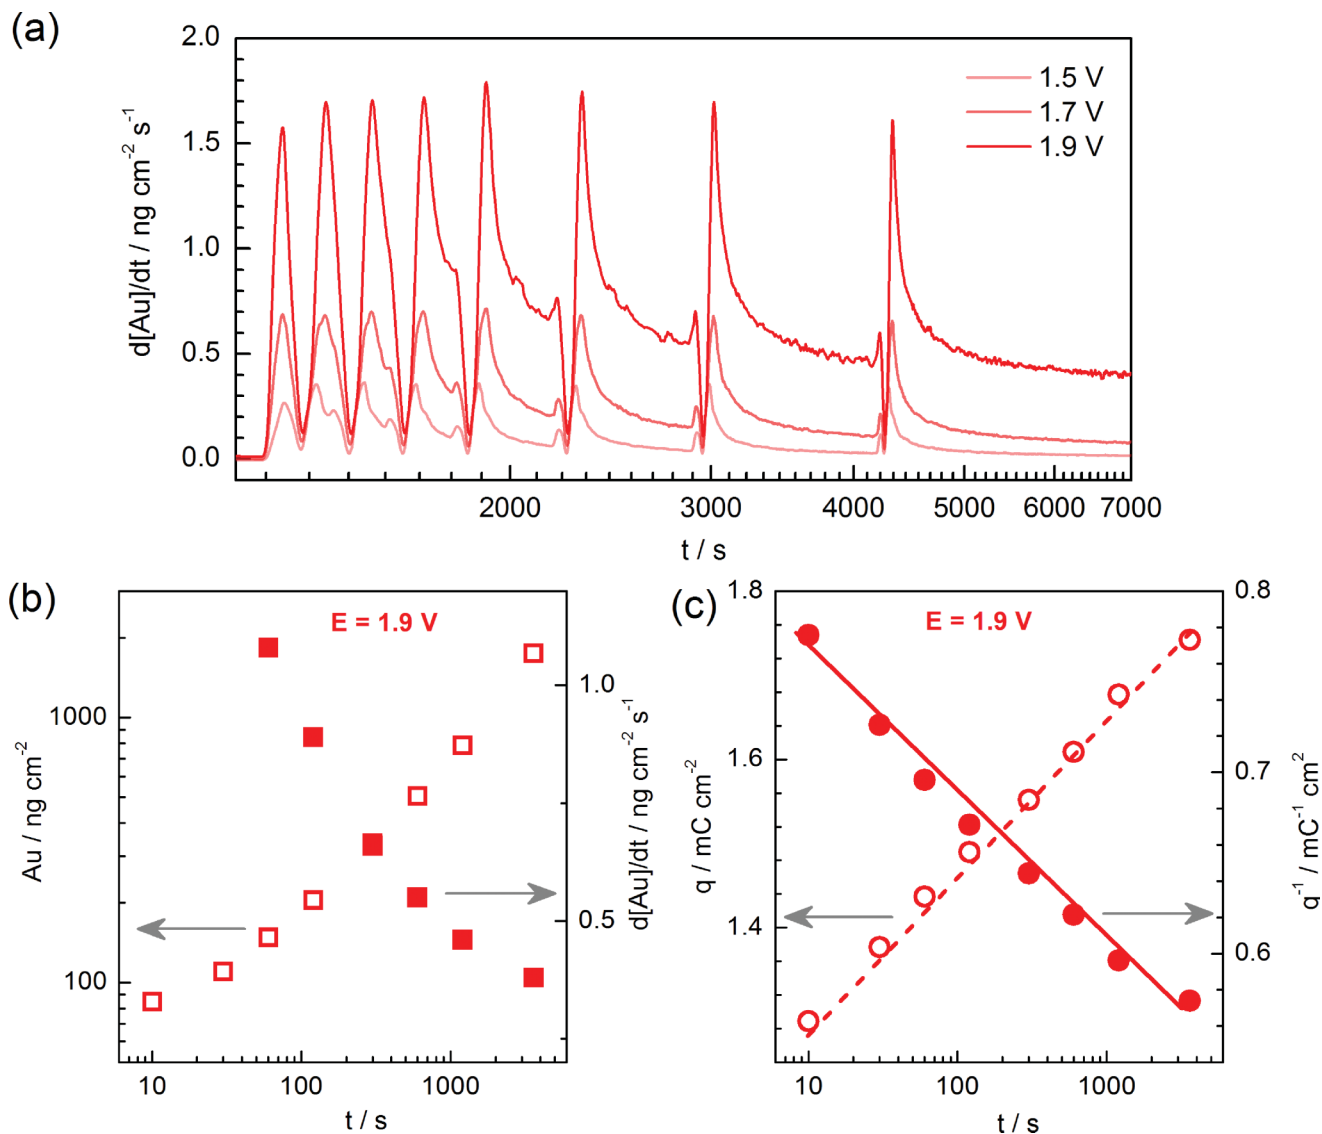 (a)
d[Au]/dt / ng cm⁻² s⁻¹
2.0
1.5
1.0
0.5
0.0
1.5 V
1.7 V
1.9 V
2000 3000 4000 5000 6000 7000
t / s
(b)
E = 1.9 V
Au / ng cm⁻²
1000
100
1.0
0.5
d[Au]/dt / ng cm⁻² s⁻¹
10 100 1000
t / s
(c)
E = 1.9 V
q / mC cm⁻²
1.8
1.6
1.4
0.8
0.7
0.6
q⁻¹ / mC⁻¹ cm²
10 100 1000
t / s